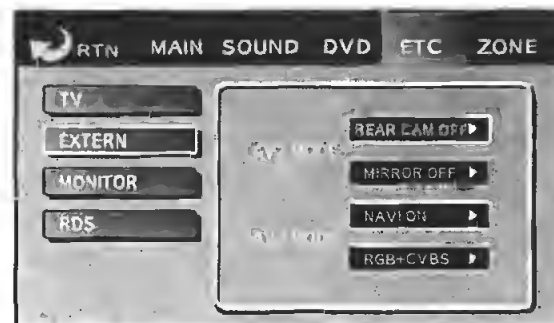 RTN MAIN SOUND DVD ETC ZONE
TV
EXTERN
MONITOR
RDS
REAR CAM OFF
MIRROR OFF
NAVI ON
RGB+CVBS